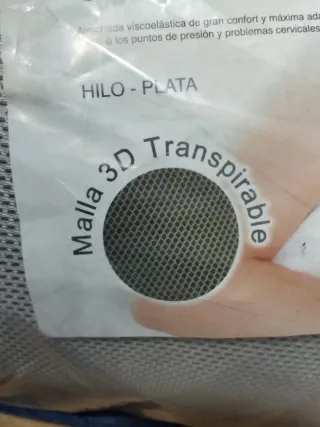 viscoelástica de gran confort y máxima
a los puntos de presión y problemas cervicales
HILO - PLATA
Malla 3D Transpirable